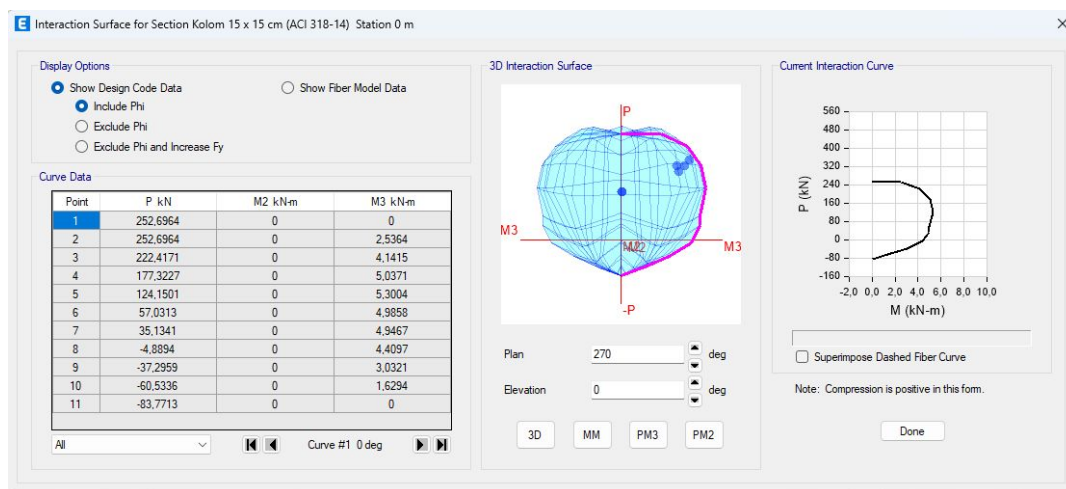 E Interaction Surface for Section Kolom 15 x 15 cm (ACI 318-14) Station 0 m
Display Options
Show Design Code Data Show Fiber Model Data
Include Phi
Exclude Phi
Exclude Phi and Increase Fy
Curve Data
Point P kN M2 kN-m M3 kN-m
1 252,6964 0 0
2 252,6964 0 2,5364
3 222,4171 0 4,1415
4 177,3227 0 5,0371
5 124,1501 0 5,3004
6 57,0313 0 4,9858
7 35,1341 0 4,9467
8 -4,8894 0 4,4097
9 -37,2959 0 3,0321
10 -60,5336 0 1,6294
11 -83,7713 0 0
All Curve #1 0 deg
3D Interaction Surface
P
M3 M3
-P
Plan 270 deg
Elevation 0 deg
3D MM PM3 PM2
Current Interaction Curve
P (kN)
560
480
400
320
240
160
80
0
-80
-160
-2,0 0,0 2,0 4,0 6,0 8,0 10,0
M (kN-m)
Superimpose Dashed Fiber Curve
Note: Compression is positive in this form.
Done